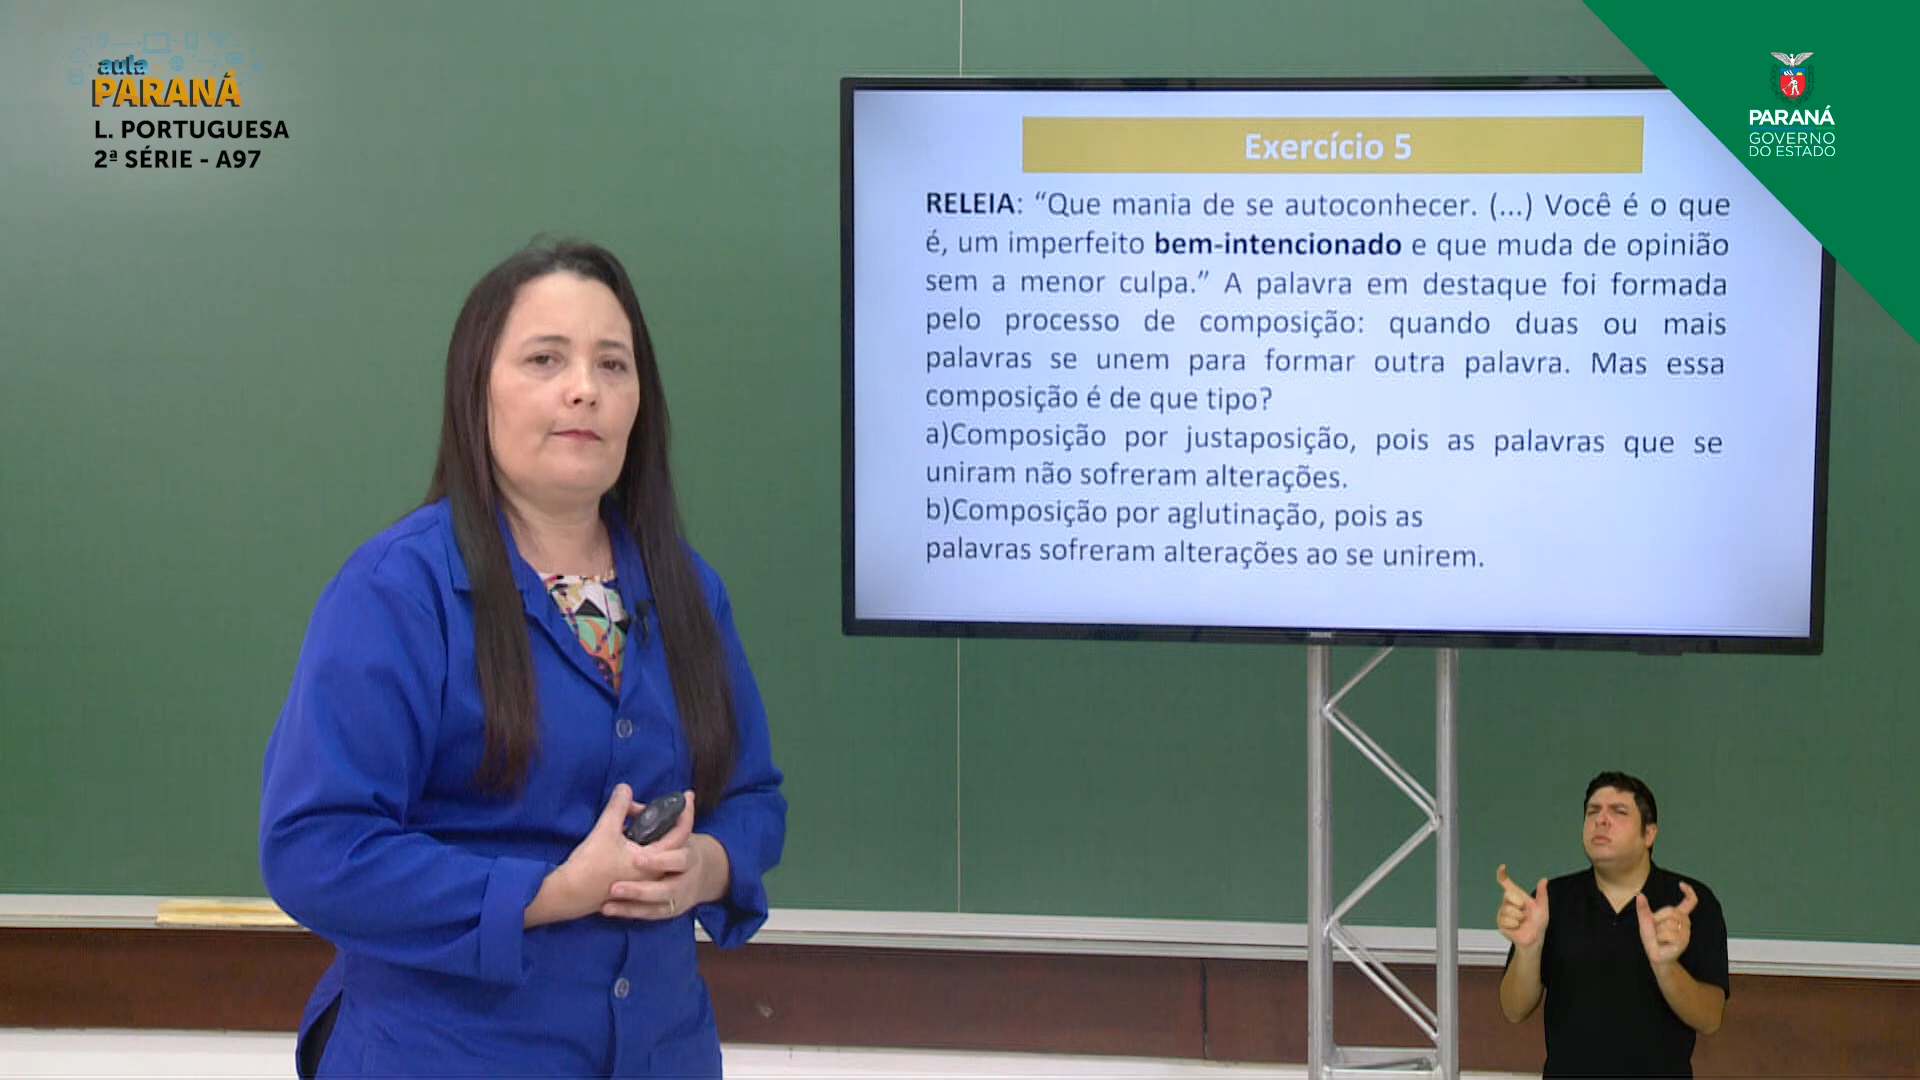 aula
PARANÁ
L. PORTUGUESA
2ª SÉRIE - A97
PARANÁ
GOVERNO
DO ESTADO
Exercício 5
RELEIA: “Que mania de se autoconhecer. (...) Você é o que
é, um imperfeito bem-intencionado e que muda de opinião
sem a menor culpa.” A palavra em destaque foi formada
pelo processo de composição: quando duas ou mais
palavras se unem para formar outra palavra. Mas essa
composição é de que tipo?
a)Composição por justaposição, pois as palavras que se
uniram não sofreram alterações.
b)Composição por aglutinação, pois as
palavras sofreram alterações ao se unirem.